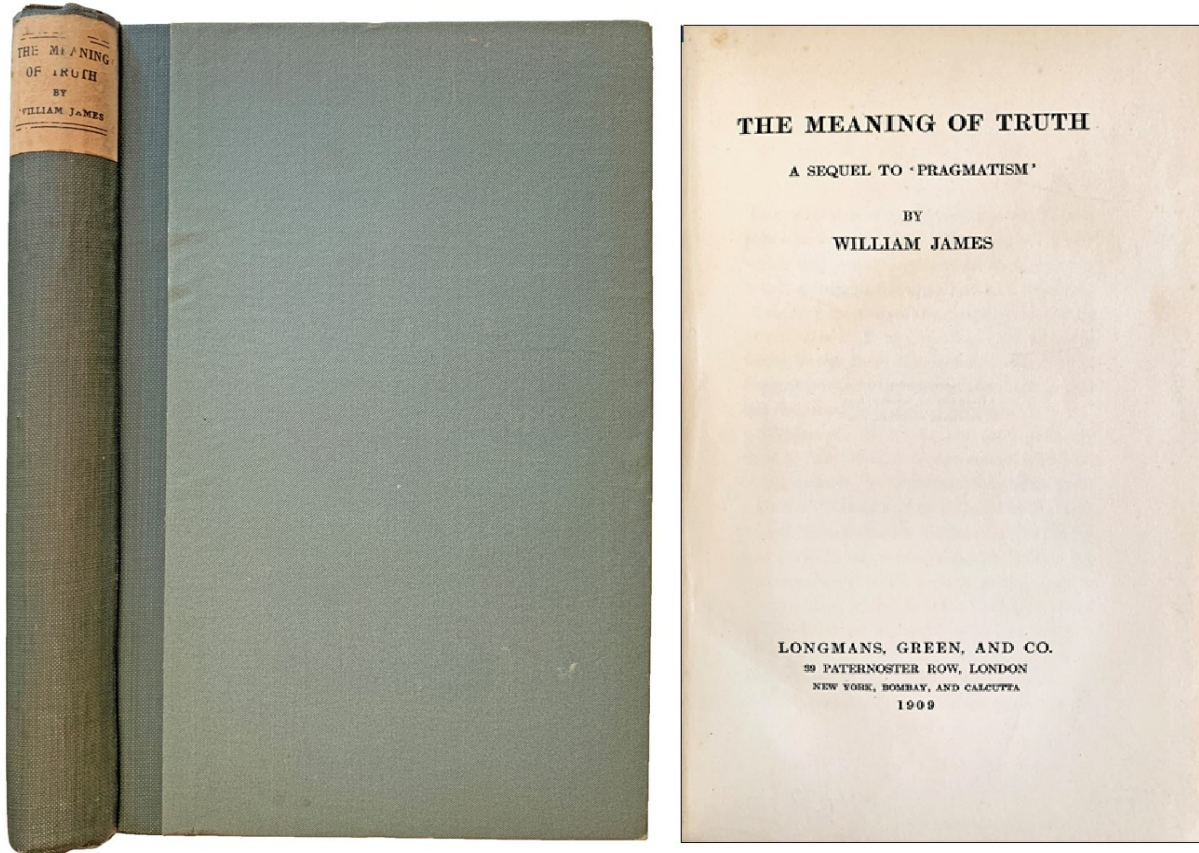 THE MEANING
OF TRUTH
BY
WILLIAM JAMES
THE MEANING OF TRUTH
A SEQUEL TO 'PRAGMATISM'
BY
WILLIAM JAMES
LONGMANS, GREEN, AND CO.
39 PATERNOSTER ROW, LONDON
NEW YORK, BOMBAY, AND CALCUTTA
1909